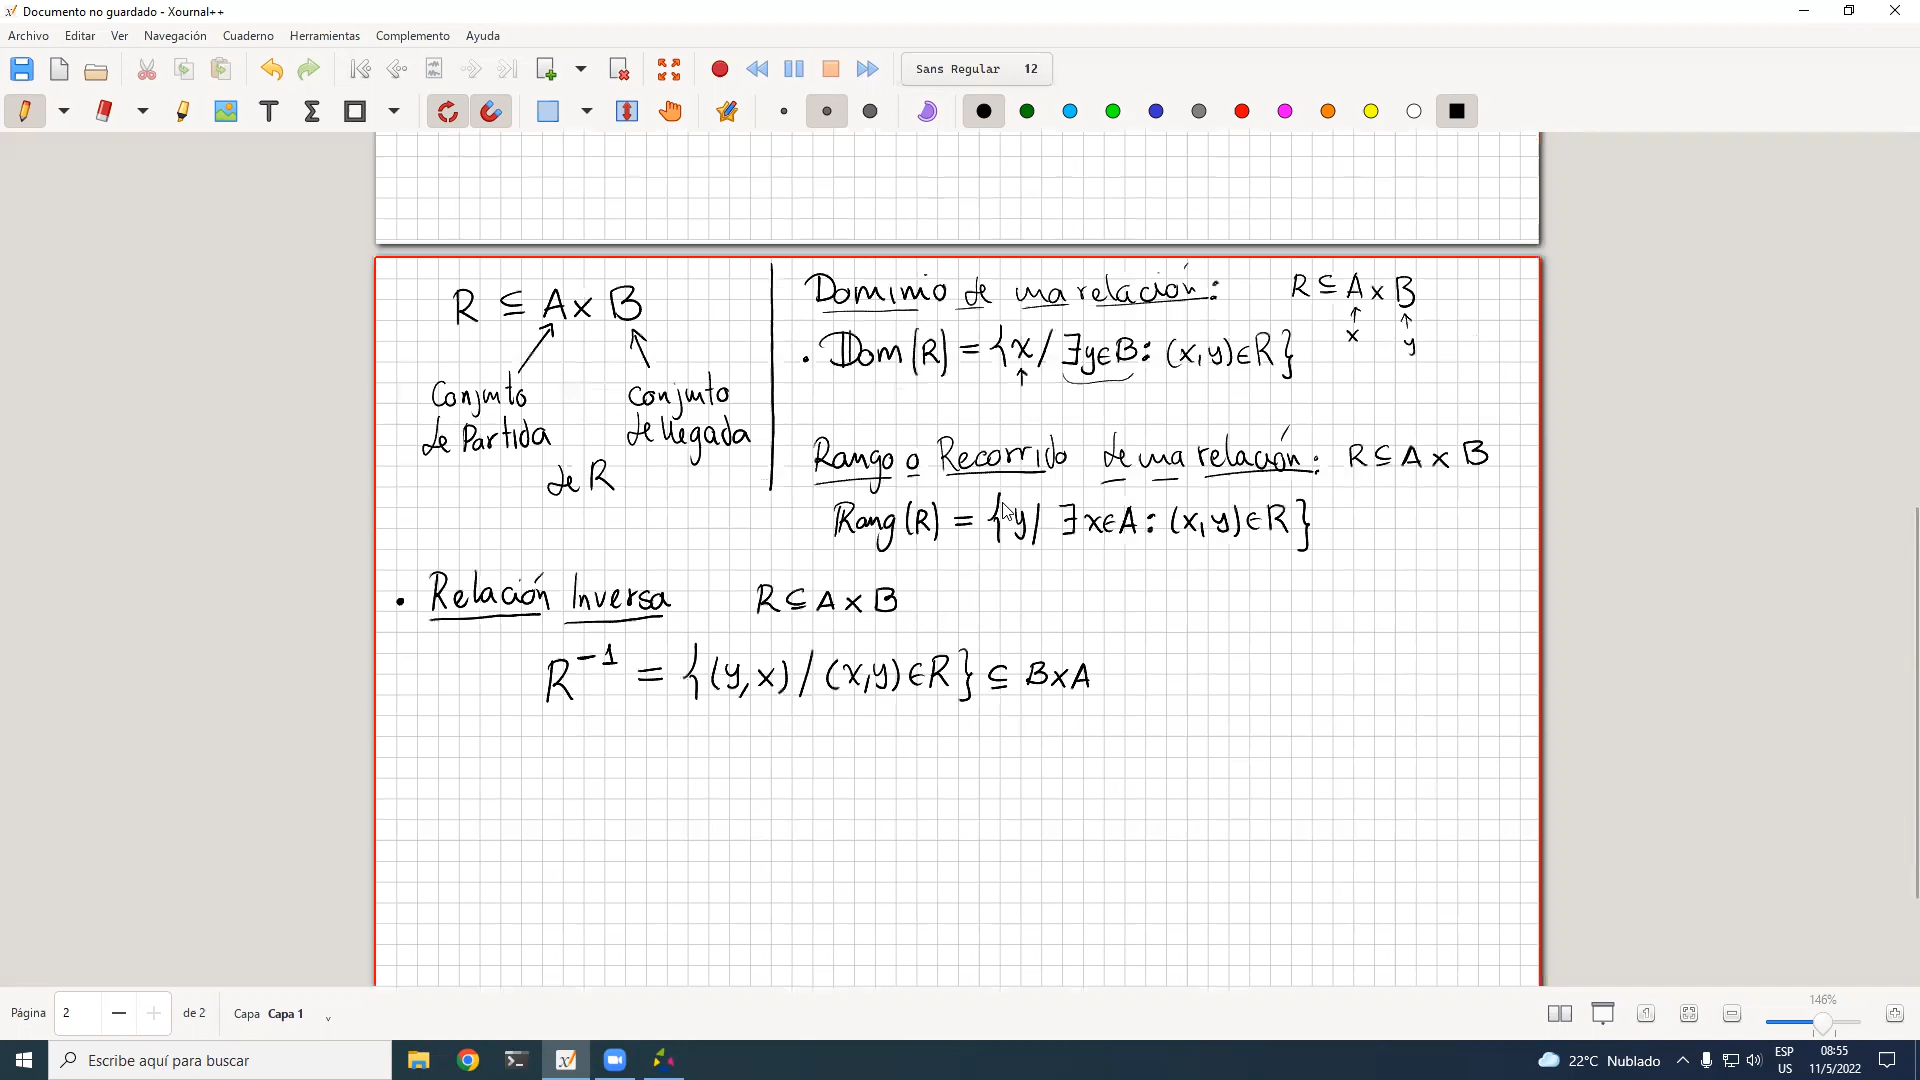 Documento no guardado - Xournal++
Archivo Editar Ver Navegación Cuaderno Herramientas Complemento Ayuda
Sans Regular 12
R ⊆ A x B
Conjunto de Partida
conjunto de llegada
de R
Dominio de una relación: R ⊆ A x B
x y
• Dom(R) = {x / ∃y∈B: (x,y)∈R}
Rango o Recorrido de una relación: R ⊆ A x B
Rang(R) = {y / ∃x∈A: (x,y)∈R}
• Relación Inversa R ⊆ A x B
R⁻¹ = {(y,x) / (x,y)∈R} ⊆ B x A
Página 2 de 2 Capa Capa 1
146%
Escribe aquí para buscar
22°C Nublado
ESP
US
08:55
11/5/2022